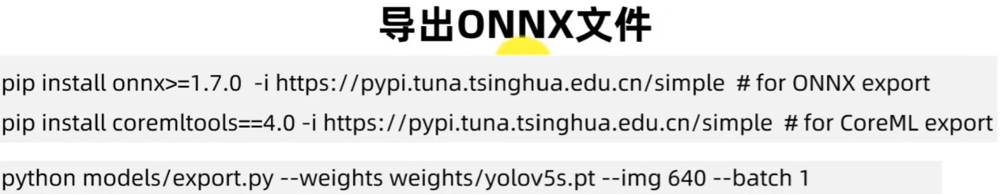 导出ONNX文件
pip install onnx>=1.7.0  -i https://pypi.tuna.tsinghua.edu.cn/simple  # for ONNX export
pip install coremltools==4.0 -i https://pypi.tuna.tsinghua.edu.cn/simple  # for CoreML export
python models/export.py --weights weights/yolov5s.pt --img 640 --batch 1